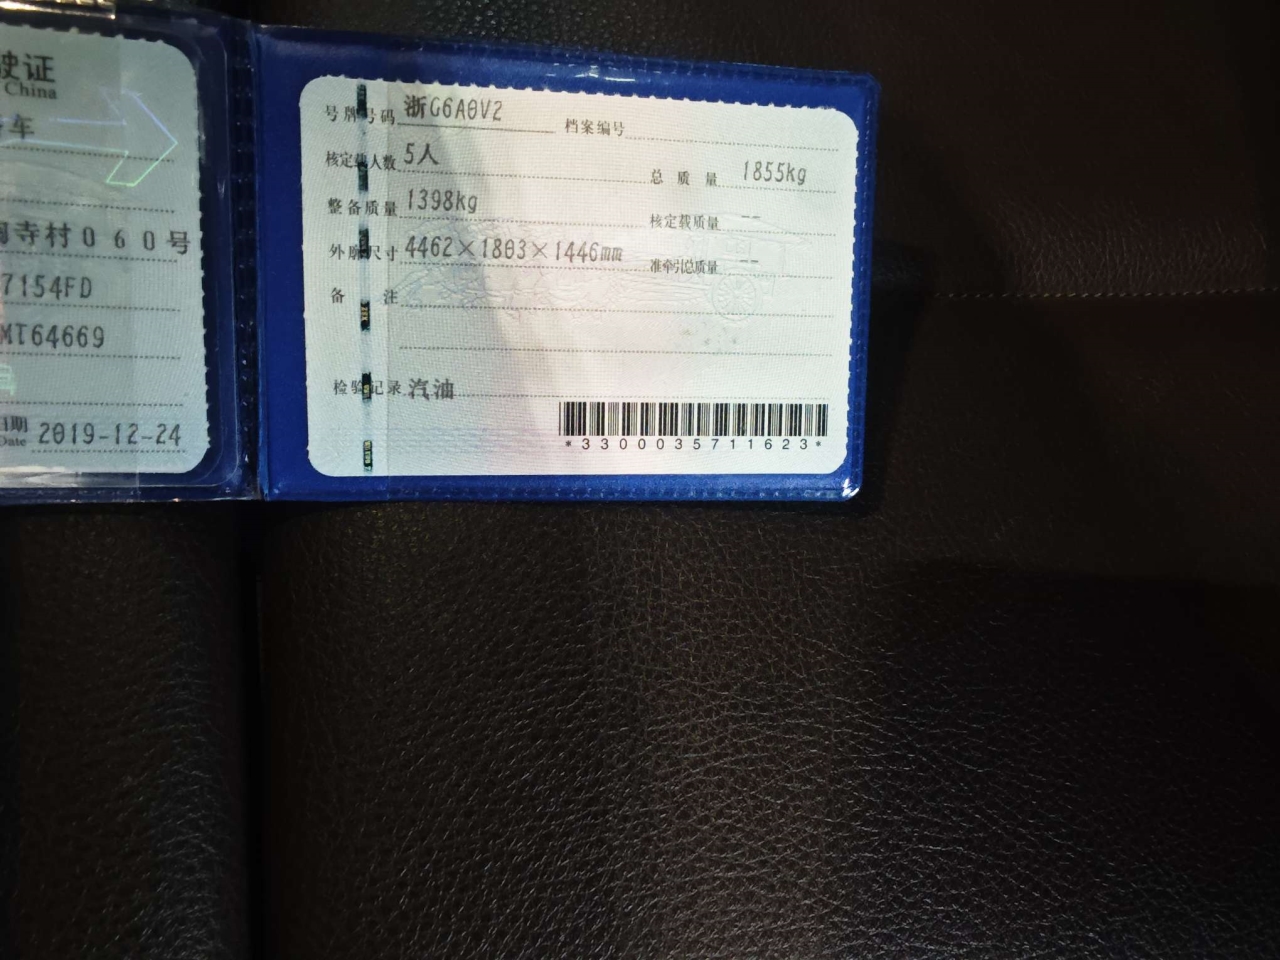 驶证
China
车
寺村060号
7154FD
MT64669
日期
Date 2019-12-24
号牌号码 浙G6A0V2 档案编号
核定载人数 5人
总质量 1855kg
整备质量 1398kg
核定载质量 --
外廓尺寸 4462×1803×1446mm
准牵引总质量 --
备注
检验记录 汽油
*3300035711623*